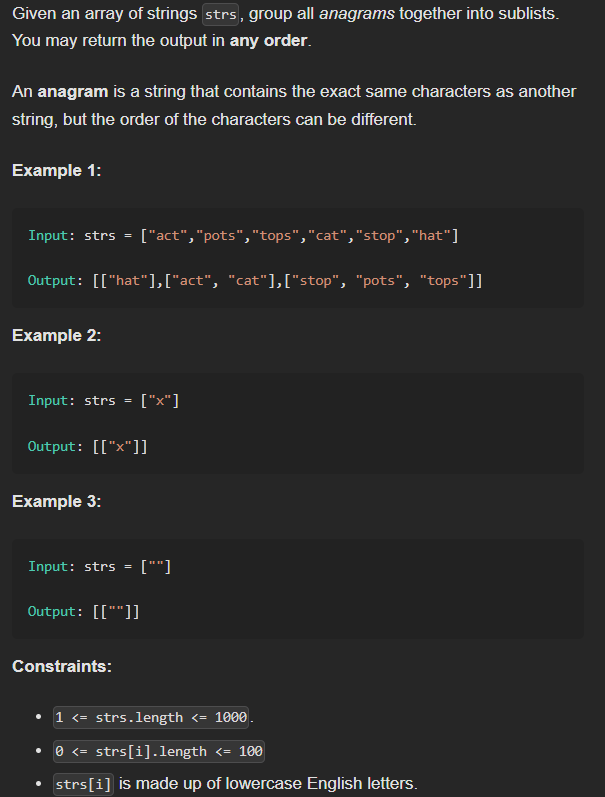 Given an array of strings strs, group all anagrams together into sublists.
You may return the output in any order.
An anagram is a string that contains the exact same characters as another
string, but the order of the characters can be different.
Example 1:
Input: strs = ["act","pots","tops","cat","stop","hat"]
Output: [["hat"],["act", "cat"],["stop", "pots", "tops"]]
Example 2:
Input: strs = ["x"]
Output: [["x"]]
Example 3:
Input: strs = [""]
Output: [[""]]
Constraints:
• 1 <= strs.length <= 1000.
• 0 <= strs[i].length <= 100
• strs[i] is made up of lowercase English letters.